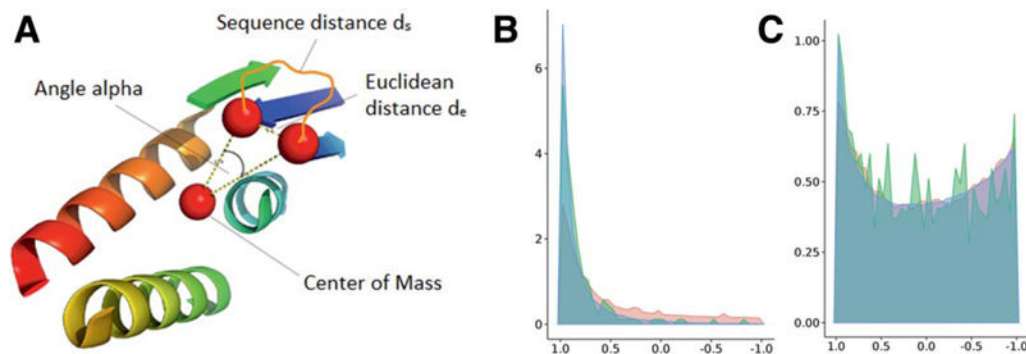 A
Sequence distance ds
Angle alpha
Euclidean
distance de
Center of Mass
B
6
4
2
0
1.0 0.5 0.0 -0.5 -1.0
C
1.00
0.75
0.50
0.25
0.00
1.0 0.5 0.0 -0.5 -1.0